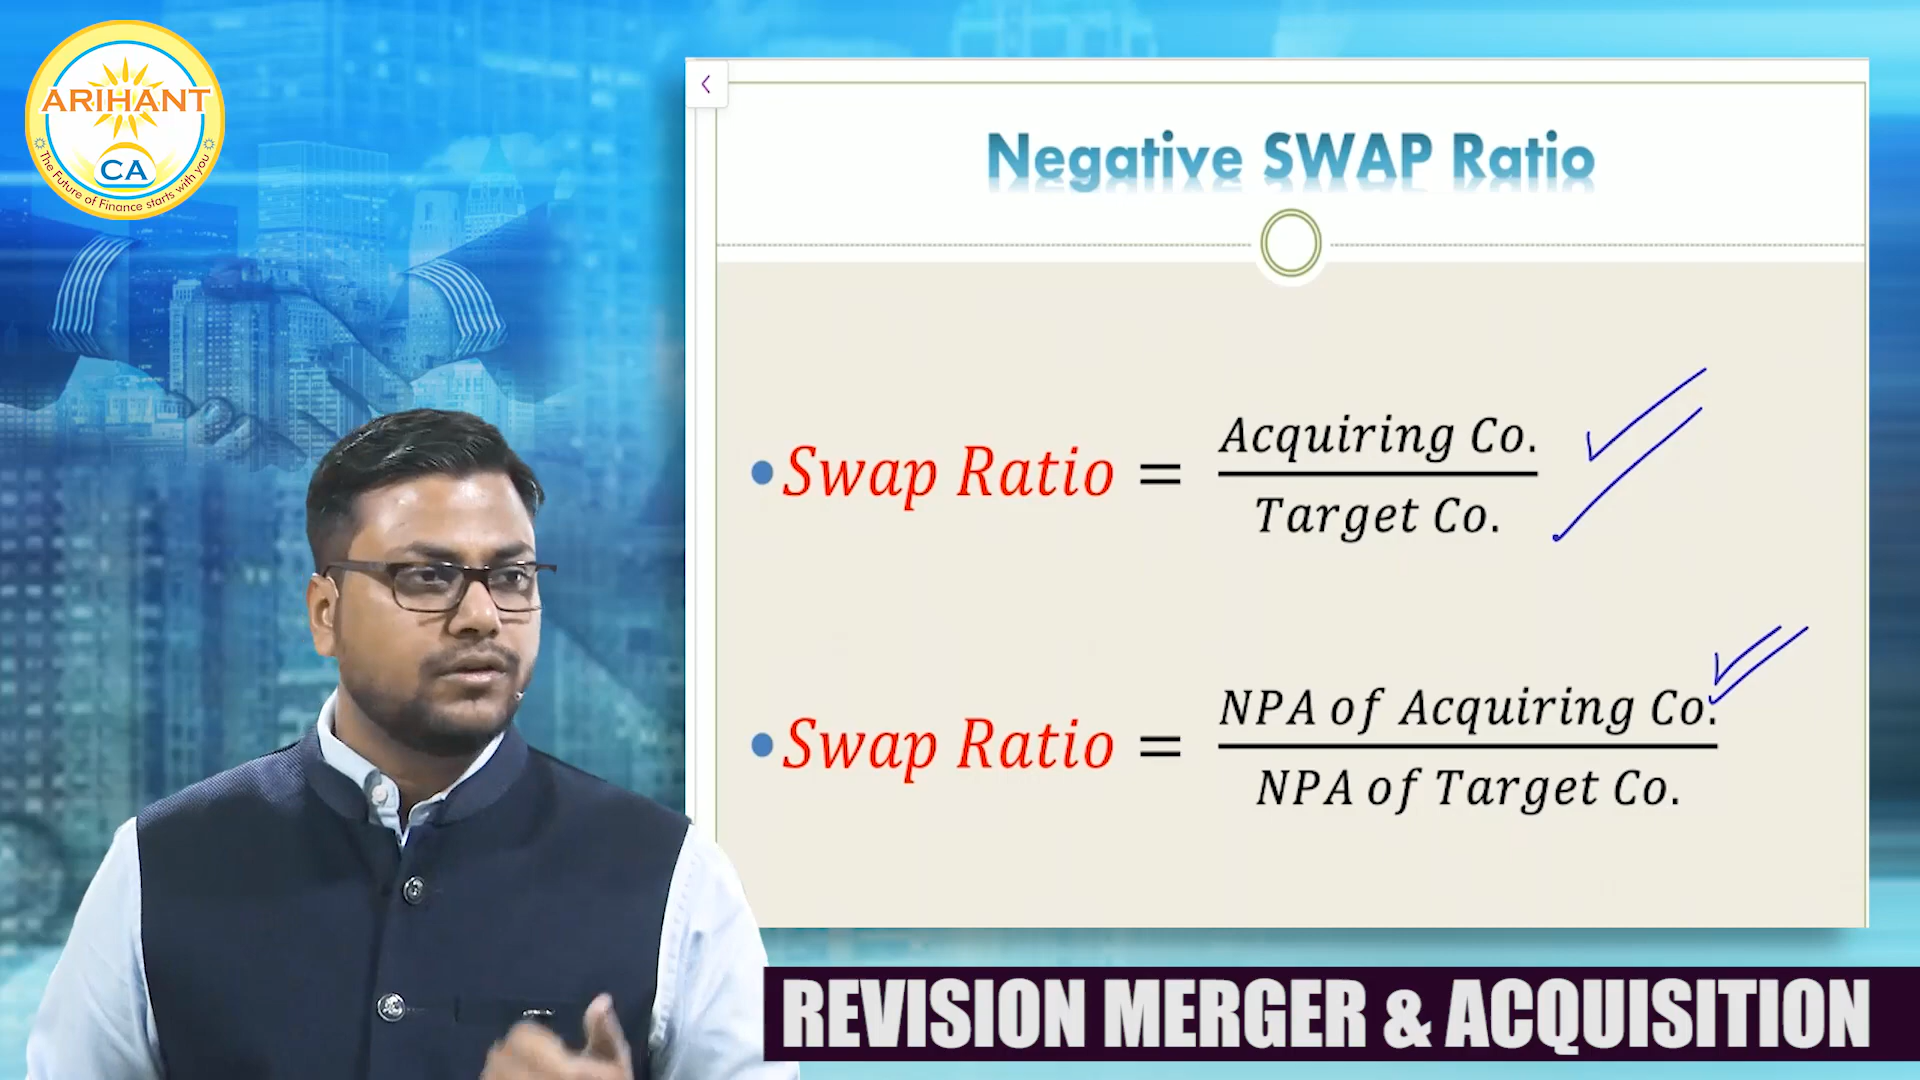 ARIHANT
CA
The Future of Finance starts with you
Negative SWAP Ratio
• Swap Ratio = Acquiring Co.
Target Co.
• Swap Ratio = NPA of Acquiring Co.
NPA of Target Co.
REVISION MERGER & ACQUISITION